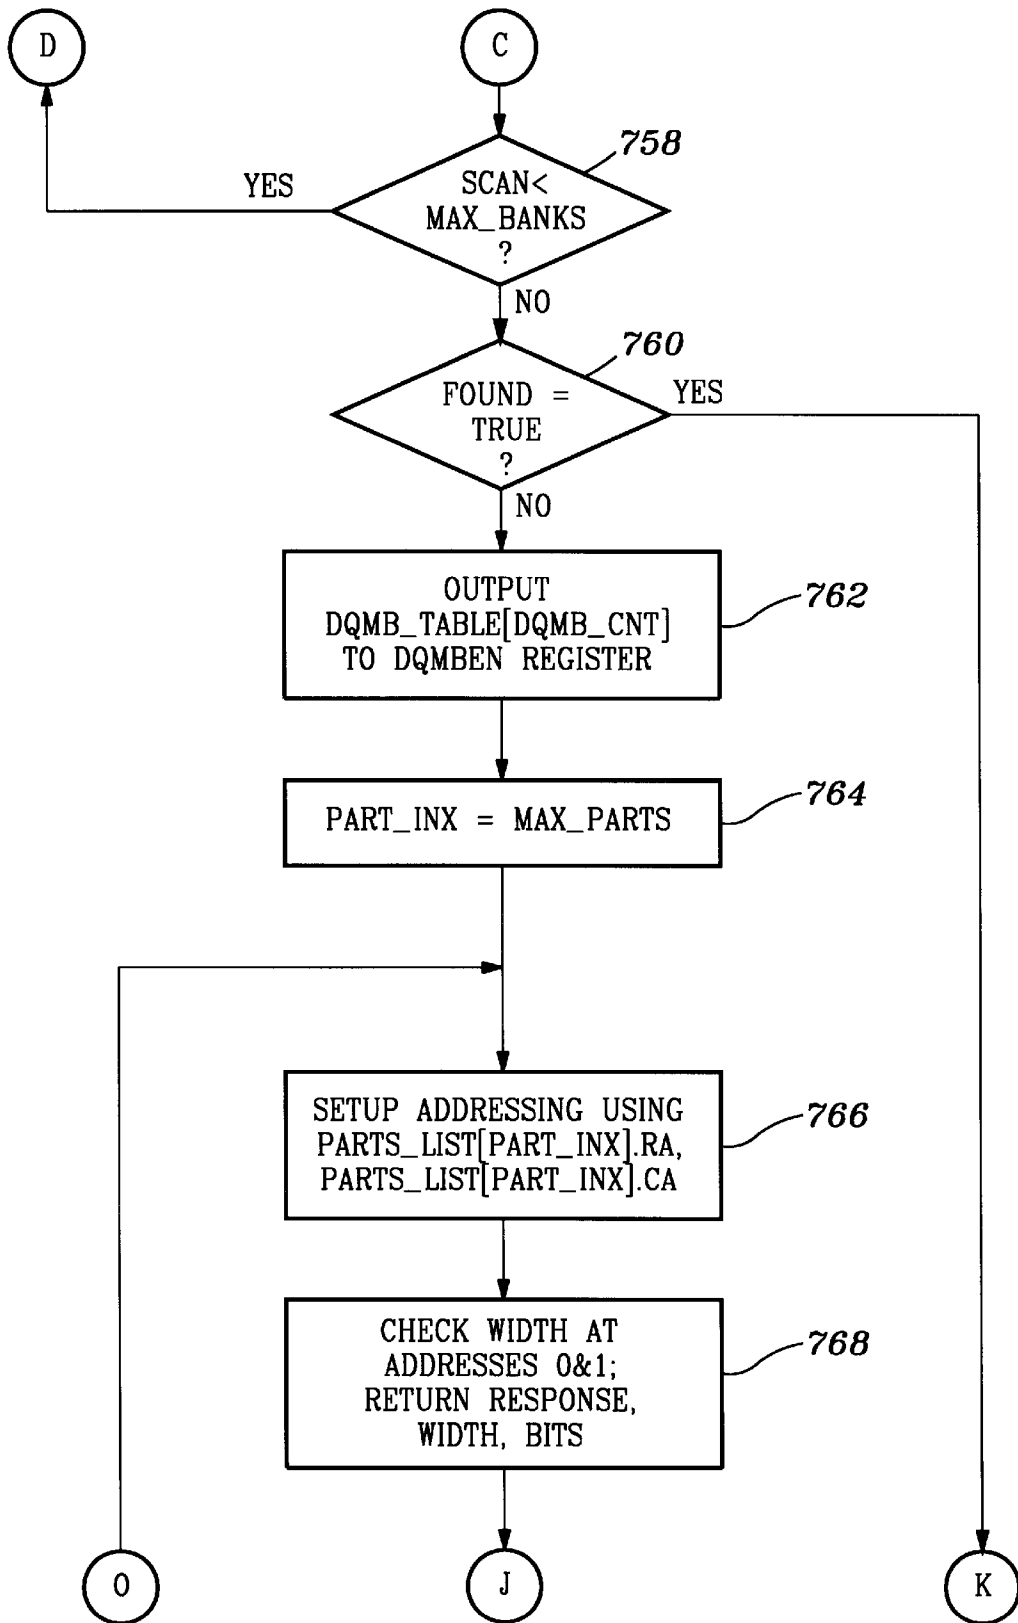 D
C
758
SCAN<
MAX_BANKS
?
YES
NO
760
FOUND =
TRUE
?
YES
NO
OUTPUT
DQMB_TABLE[DQMB_CNT]
TO DQMBEN REGISTER
762
PART_INX = MAX_PARTS
764
SETUP ADDRESSING USING
PARTS_LIST[PART_INX].RA,
PARTS_LIST[PART_INX].CA
766
CHECK WIDTH AT
ADDRESSES 0&1;
RETURN RESPONSE,
WIDTH, BITS
768
O
J
K